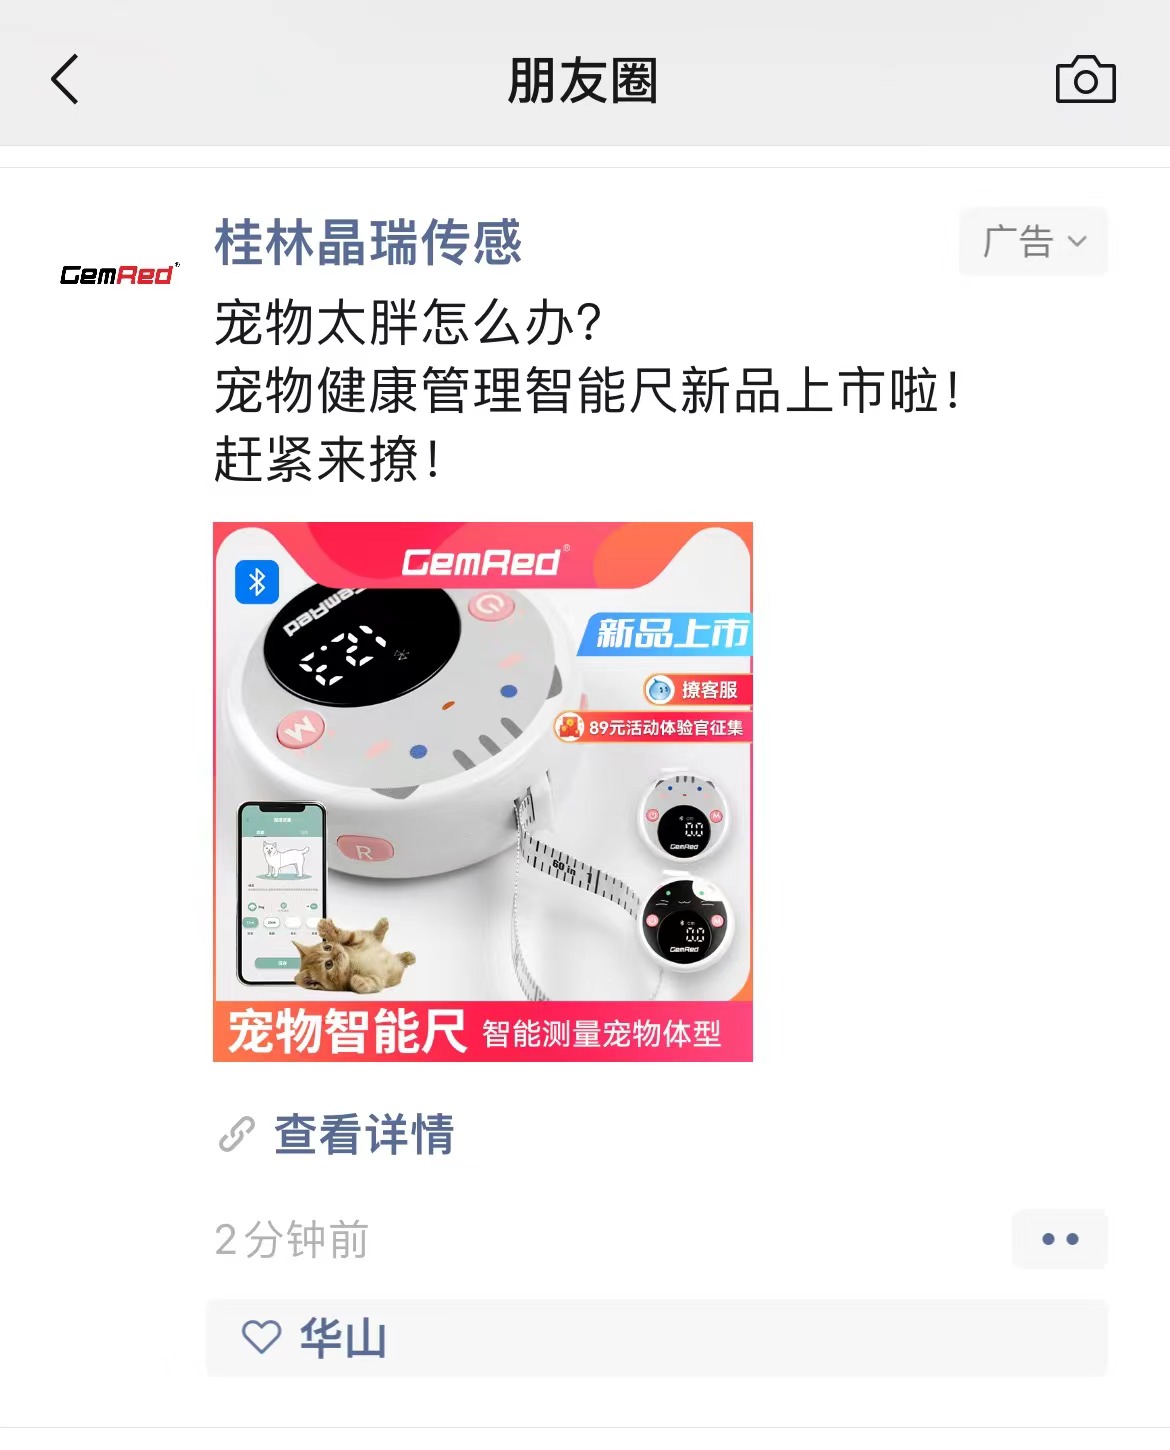 朋友圈
桂林晶瑞传感
广告
GemRed®
宠物太胖怎么办?
宠物健康管理智能尺新品上市啦!
赶紧来撩!
GemRed®
GemRed
新品上市
撩客服
89元活动体验官征集
W
R
60 in 1
M
0.0
GemRed
M
0.0
GemRed
宠物智能尺 智能测量宠物体型
查看详情
2分钟前
华山